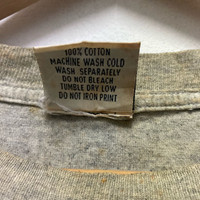 100% COTTON
MACHINE WASH COLD
WASH SEPARATELY
DO NOT BLEACH
TUMBLE DRY LOW
DO NOT IRON PRINT